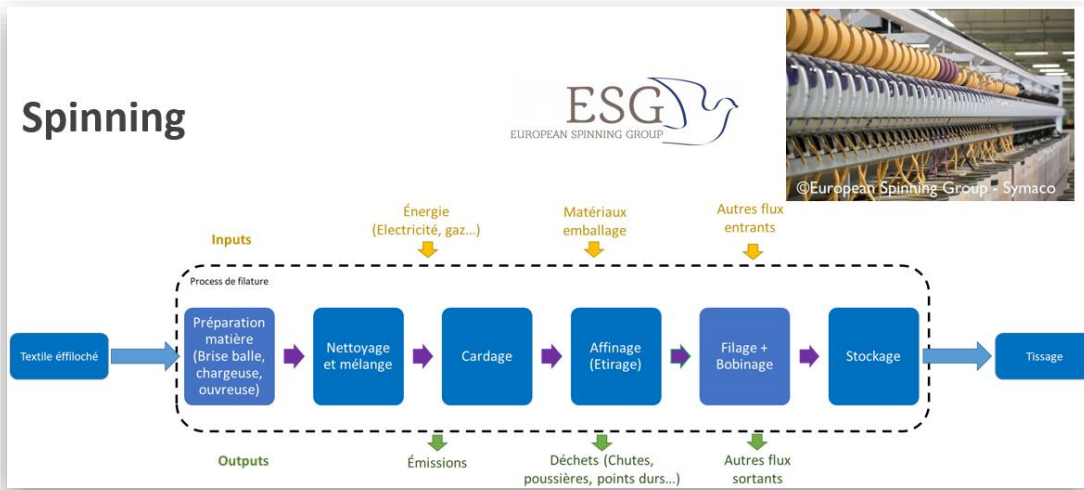 Spinning
ESG
EUROPEAN SPINNING GROUP
©European Spinning Group - Symaco
Inputs
Énergie
(Electricité, gaz...)
Matériaux
emballage
Autres flux
entrants
Process de filature
Textile éffiloché
Préparation
matière
(Brise balle,
chargeuse,
ouvreuse)
Nettoyage
et mélange
Cardage
Affinage
(Etirage)
Filage +
Bobinage
Stockage
Tissage
Outputs
Émissions
Déchets (Chutes,
poussières, points durs...)
Autres flux
sortants